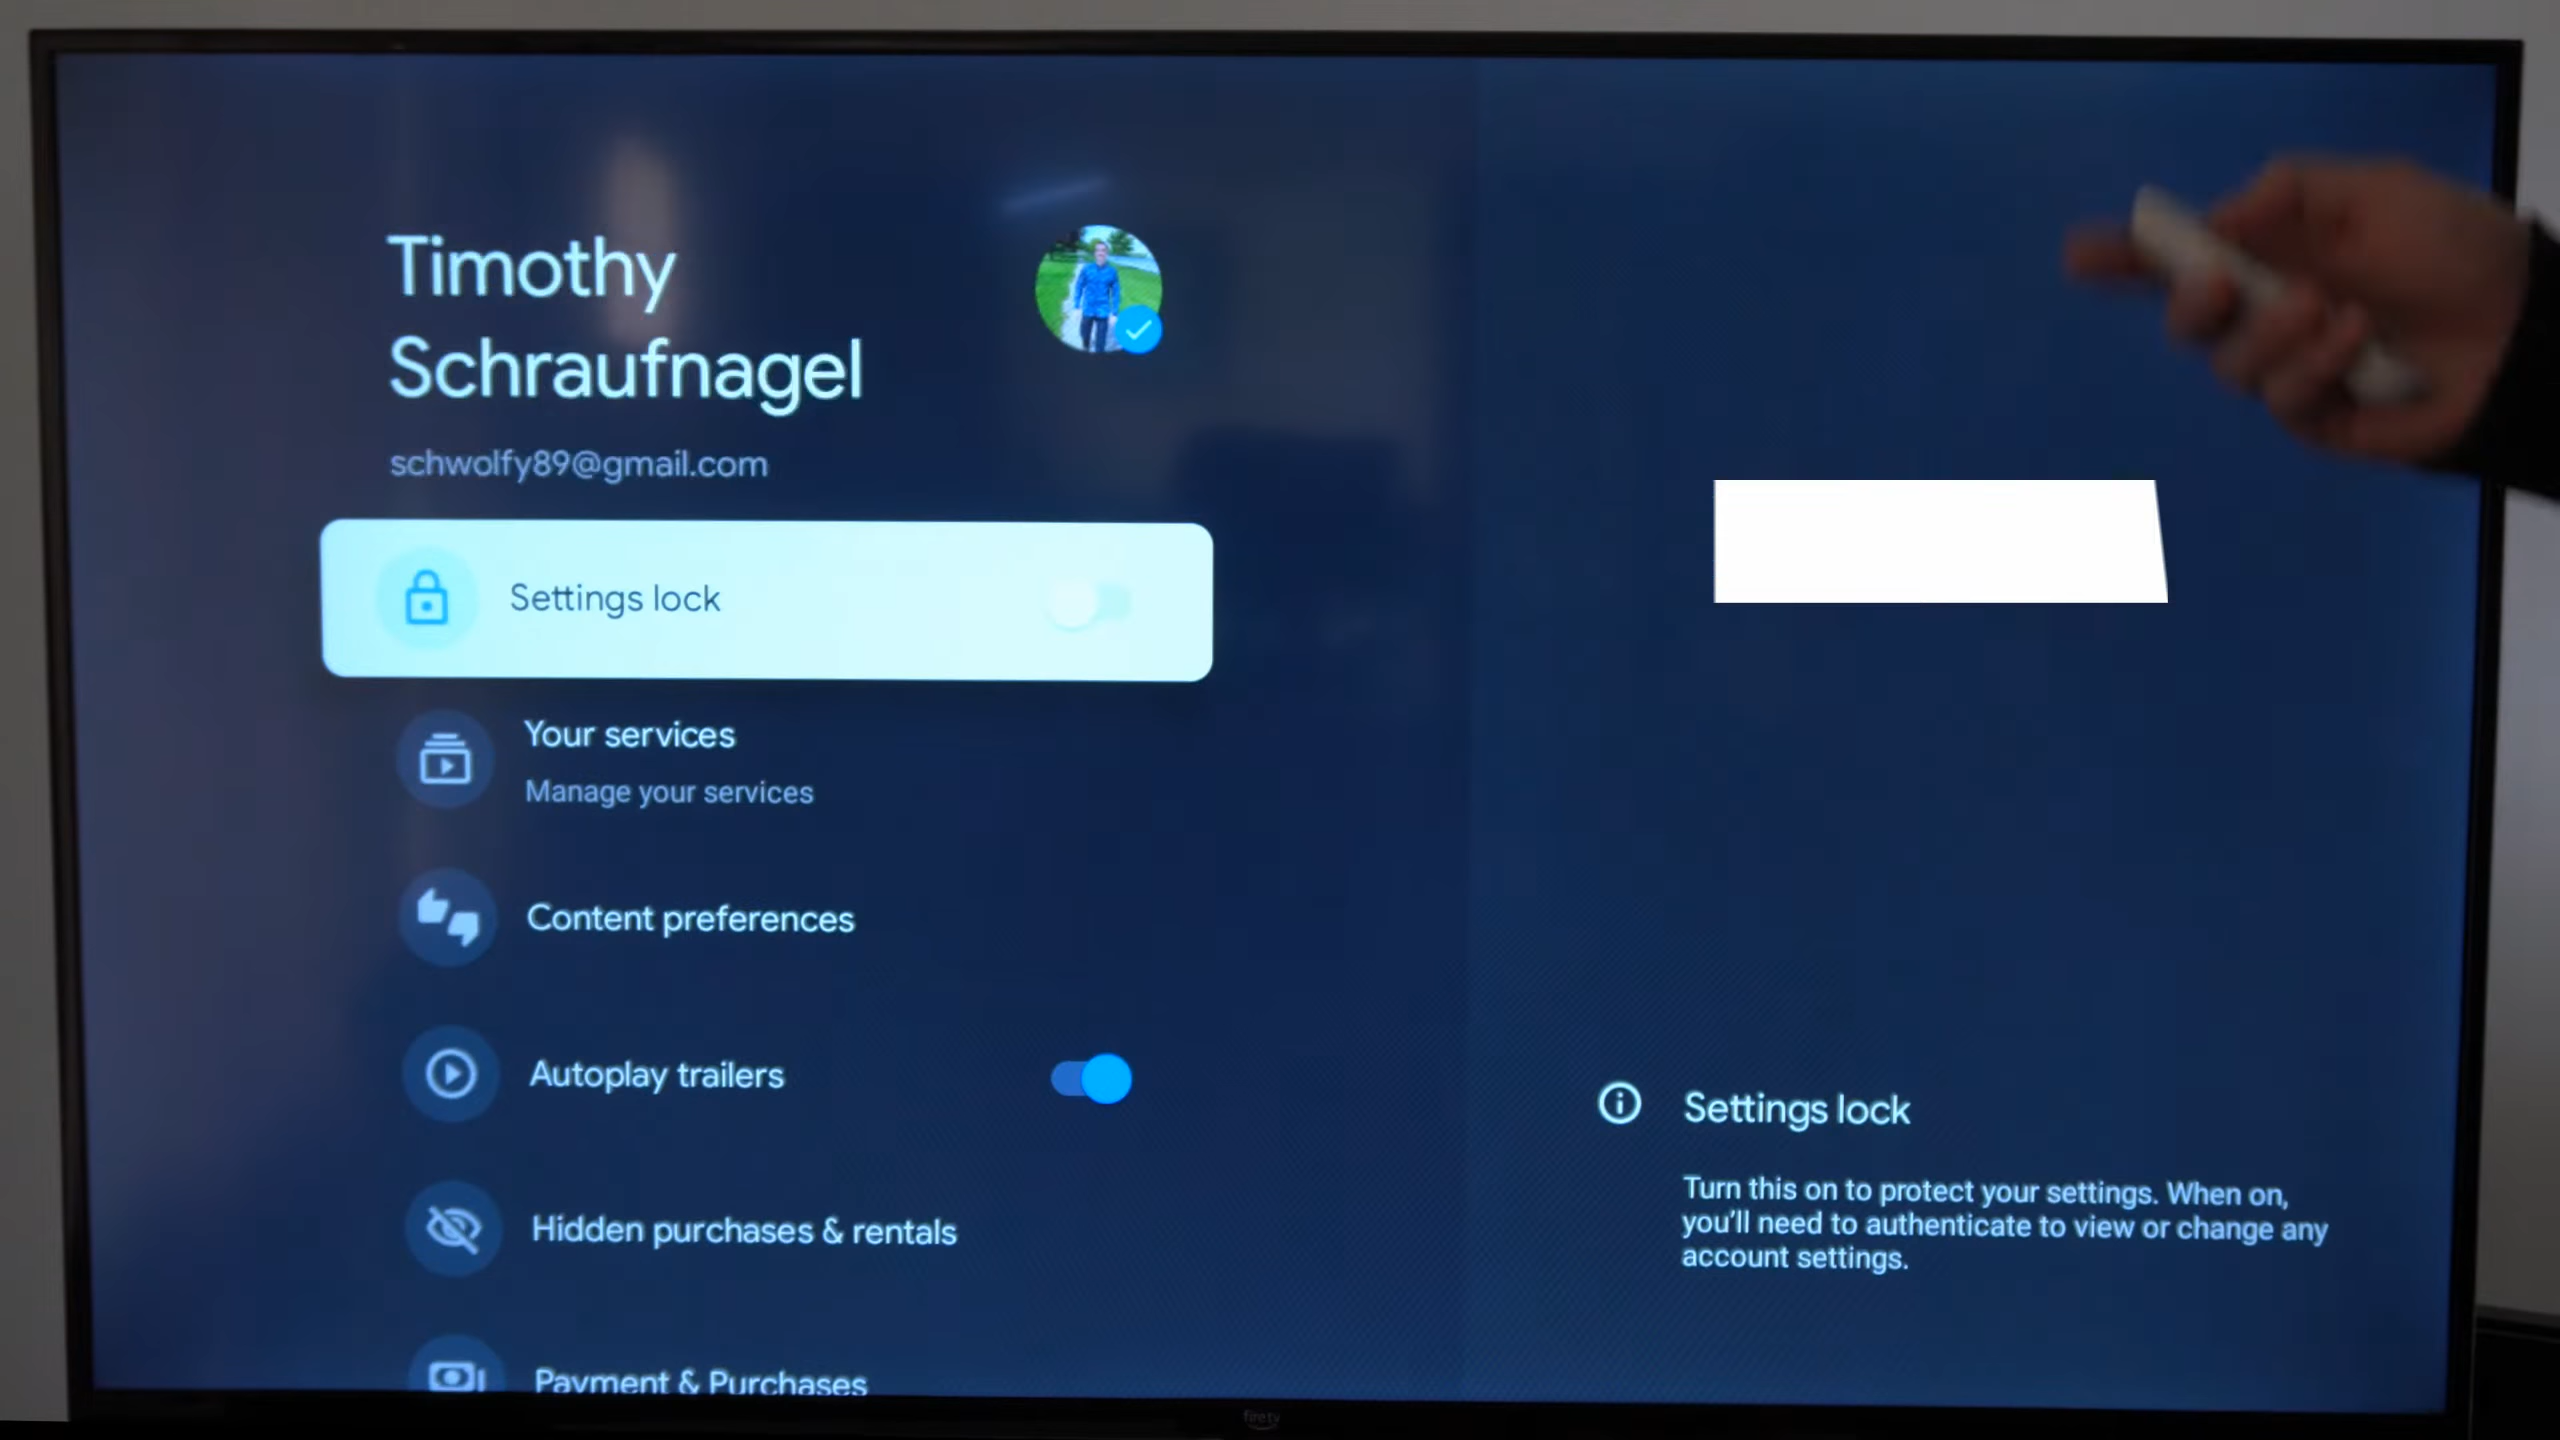 Timothy
Schraufnagel
schwolfy89@gmail.com
Settings lock
Your services
Manage your services
Content preferences
Autoplay trailers
Hidden purchases & rentals
Payment & Purchases
Settings lock
Turn this on to protect your settings. When on,
you'll need to authenticate to view or change any
account settings.
fire tv